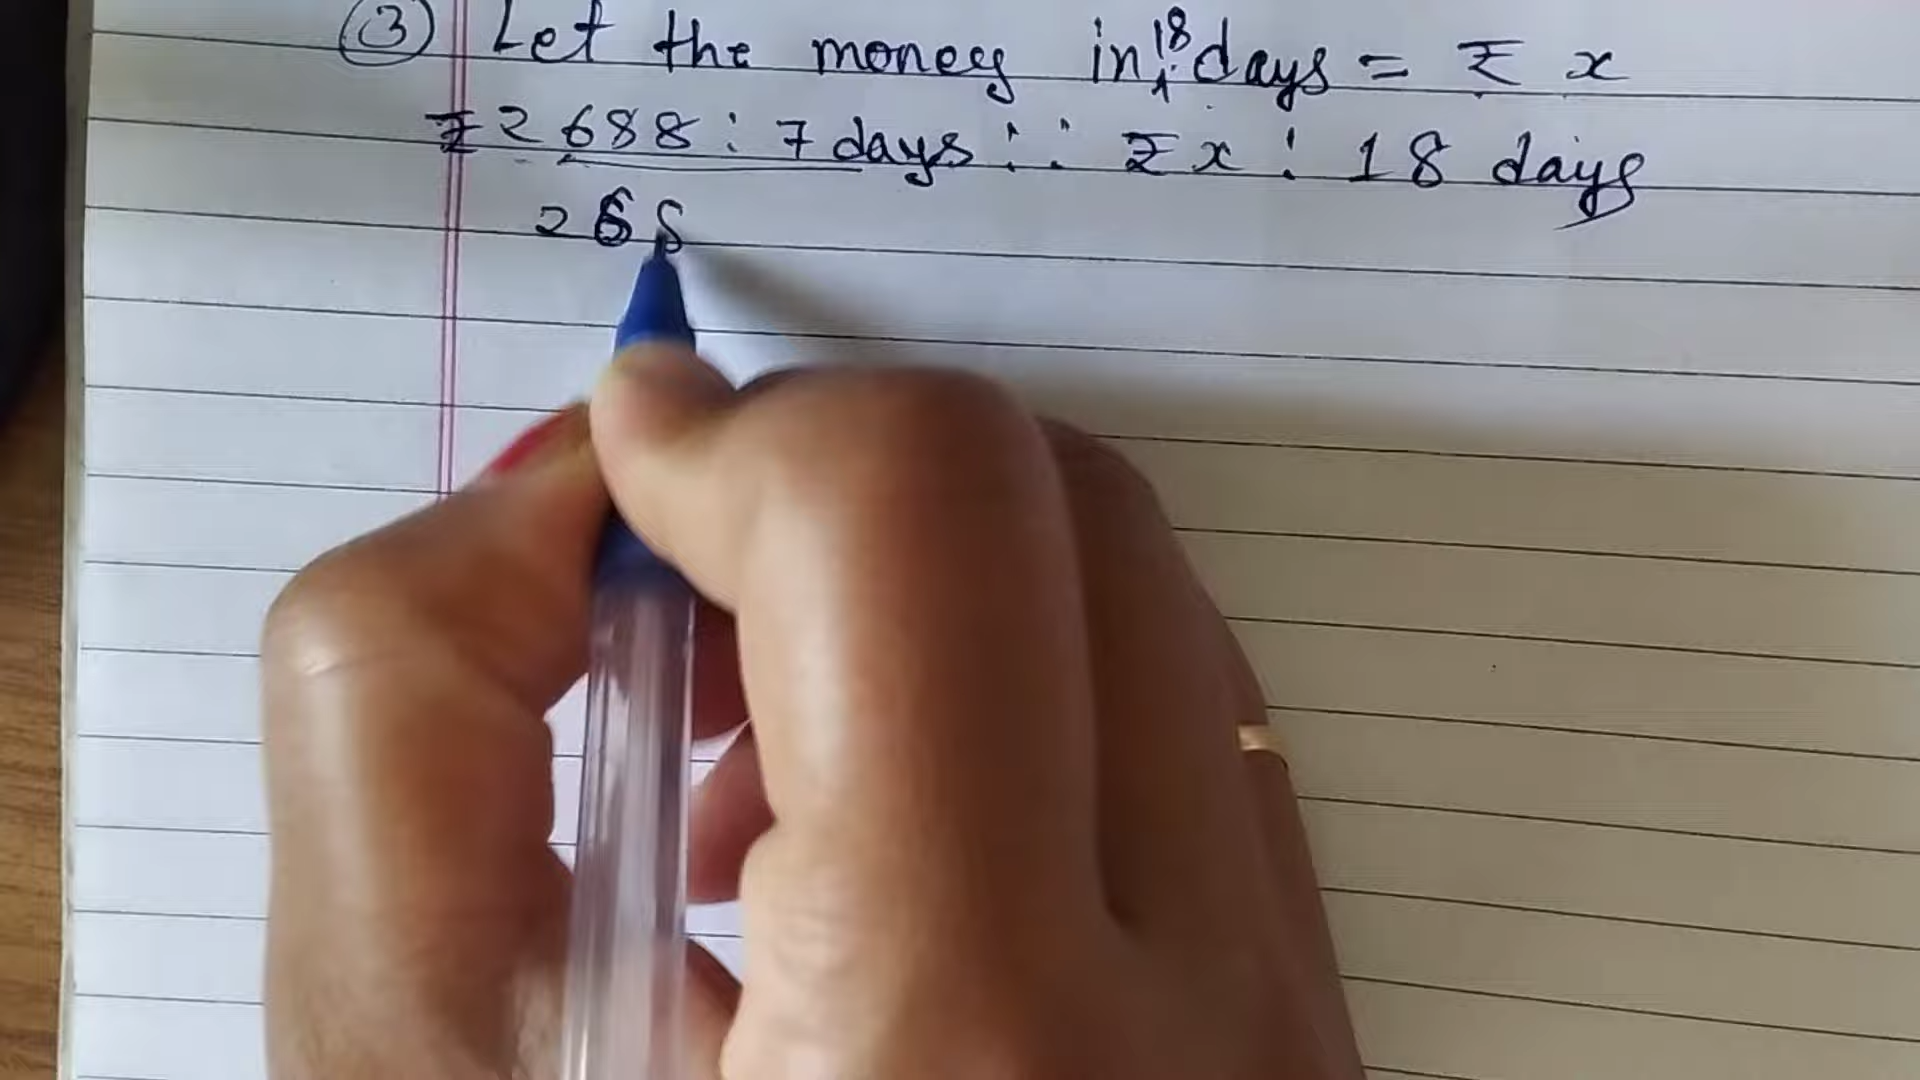 ③ Let the money in 18 days = ₹ x
₹ 2688 : 7 days : : ₹ x : 18 days
268